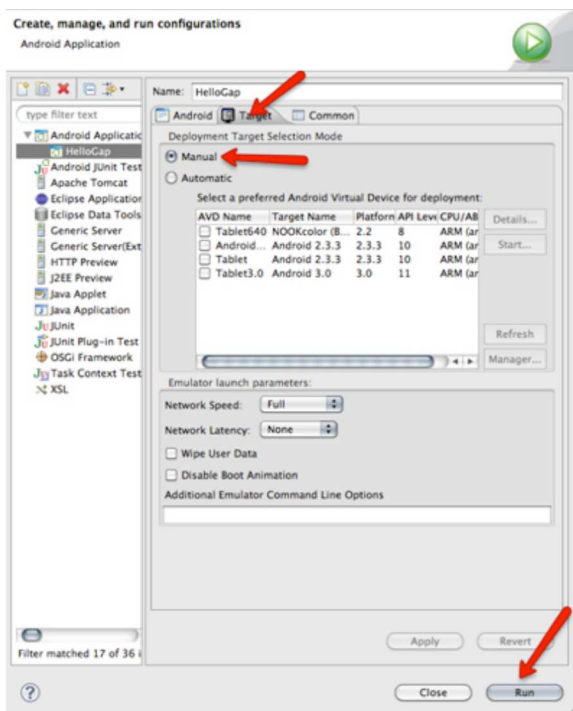 Create, manage, and run configurations
Android Application
Name: HelloGap
type filter text
Android Applicatic
HelloGap
Android JUnit Test
Apache Tomcat
Eclipse Application
Eclipse Data Tools
Generic Server
Generic Server(Ext
HTTP Preview
J2EE Preview
Java Applet
Java Application
JUnit
JUnit Plug-in Test
OSGi Framework
Task Context Test
XSL
Filter matched 17 of 36 i
Android Target Common
Deployment Target Selection Mode
Manual
Automatic
Select a preferred Android Virtual Device for deployment:
AVD Name Target Name Platform API Leve CPU/AB
Tablet640 NOOKcolor (B... 2.2 8 ARM (ar
Android... Android 2.3.3 2.3.3 10 ARM (ar
Tablet Android 2.3.3 2.3.3 10 ARM (ar
Tablet3.0 Android 3.0 3.0 11 ARM (ar
Details...
Start...
Refresh
Manager...
Emulator launch parameters:
Network Speed: Full
Network Latency: None
Wipe User Data
Disable Boot Animation
Additional Emulator Command Line Options
Apply Revert
? Close Run